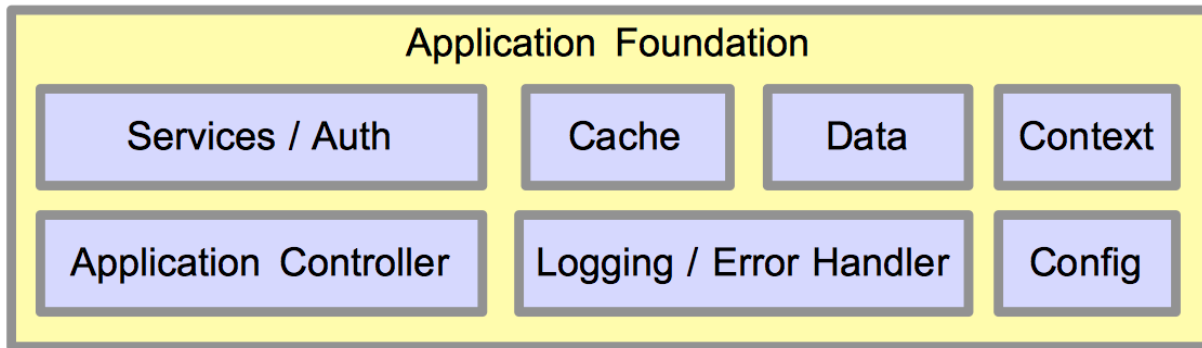 Application Foundation
Services / Auth
Cache
Data
Context
Application Controller
Logging / Error Handler
Config